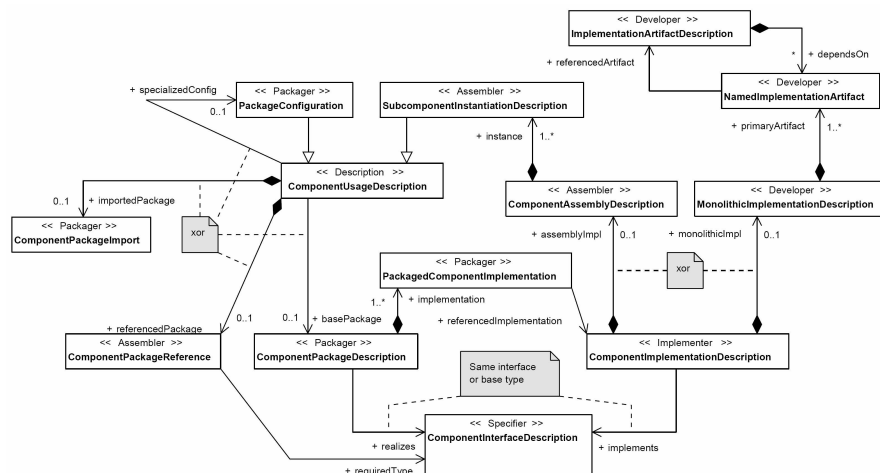 << Developer >>
ImplementationArtifactDescription
+ referencedArtifact
* + dependsOn
<< Developer >>
NamedImplementationArtifact
+ specializedConfig
0..1
<< Packager >>
PackageConfiguration
<< Assembler >>
SubcomponentInstantiationDescription
+ instance
1..*
+ primaryArtifact
1..*
<< Description >>
ComponentUsageDescription
<< Assembler >>
ComponentAssemblyDescription
<< Developer >>
MonolithicImplementationDescription
0..1
+ importedPackage
<< Packager >>
ComponentPackageImport
xor
+ assemblyImpl
0..1
+ monolithicImpl
0..1
xor
<< Packager >>
PackagedComponentImplementation
1..*
+ implementation
+ referencedImplementation
0..1
+ referencedPackage
0..1
+ basePackage
<< Assembler >>
ComponentPackageReference
<< Packager >>
ComponentPackageDescription
<< Implementer >>
ComponentImplementationDescription
Same interface
or base type
<< Specifier >>
ComponentInterfaceDescription
+ realizes
+ implements
+ requiredType